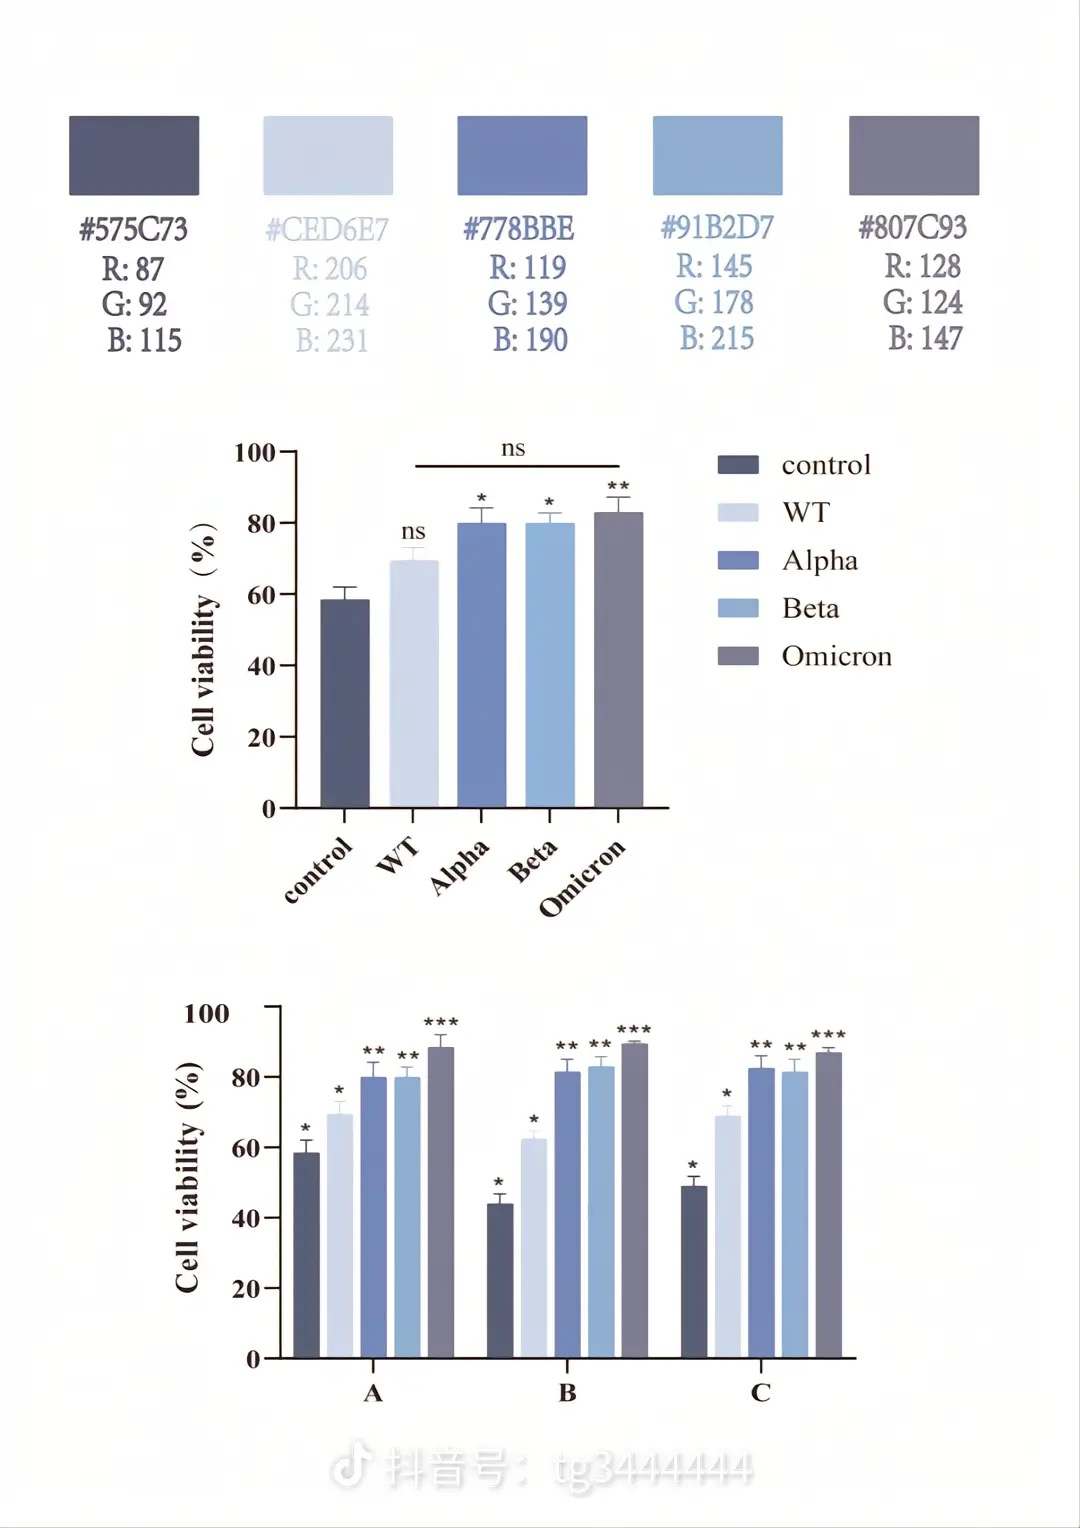 #575C73 #CED6E7 #778BBE #91B2D7 #807C93
R: 87 R: 206 R: 119 R: 145 R: 128
G: 92 G: 214 G: 139 G: 178 G: 124
B: 115 B: 231 B: 190 B: 215 B: 147
Cell viability（%）
100
80
60
40
20
0
ns
ns * * **
control WT Alpha Beta Omicron
control
WT
Alpha
Beta
Omicron
Cell viability (%)
100
80
60
40
20
0
* * ** ** ***
* * ** ** ***
* * ** ** ***
A B C
抖音号：tg3444444